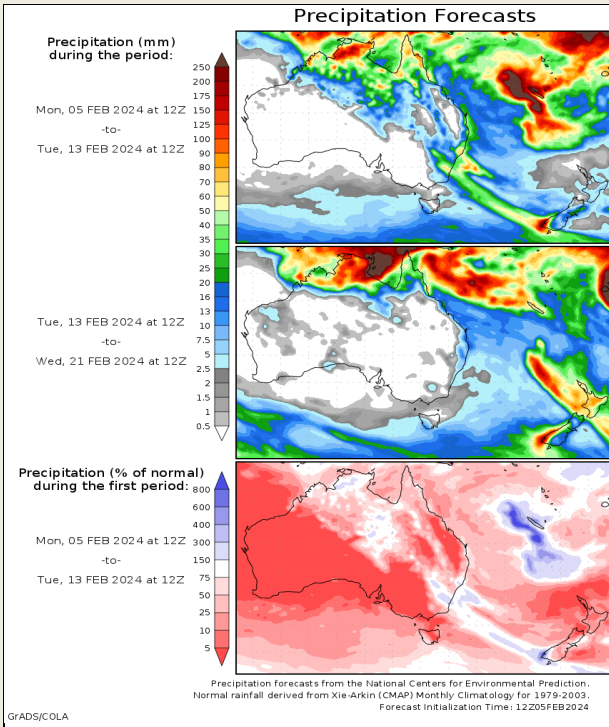 Precipitation Forecasts
Precipitation (mm)
during the period:
Mon, 05 FEB 2024 at 12Z
-to-
Tue, 13 FEB 2024 at 12Z
250
200
175
150
125
100
90
80
70
60
50
40
35
30
25
20
16
13
10
7.5
5
2.5
2
1.5
1
0.5
Tue, 13 FEB 2024 at 12Z
-to-
Wed, 21 FEB 2024 at 12Z
Precipitation (% of normal)
during the first period:
Mon, 05 FEB 2024 at 12Z
-to-
Tue, 13 FEB 2024 at 12Z
800
600
400
300
150
75
50
25
10
5
Precipitation forecasts from the National Centers for Environmental Prediction.
Normal rainfall derived from Xie-Arkin (CMAP) Monthly Climatology for 1979-2003.
Forecast Initialization Time: 12Z05FEB2024
GrADS/COLA